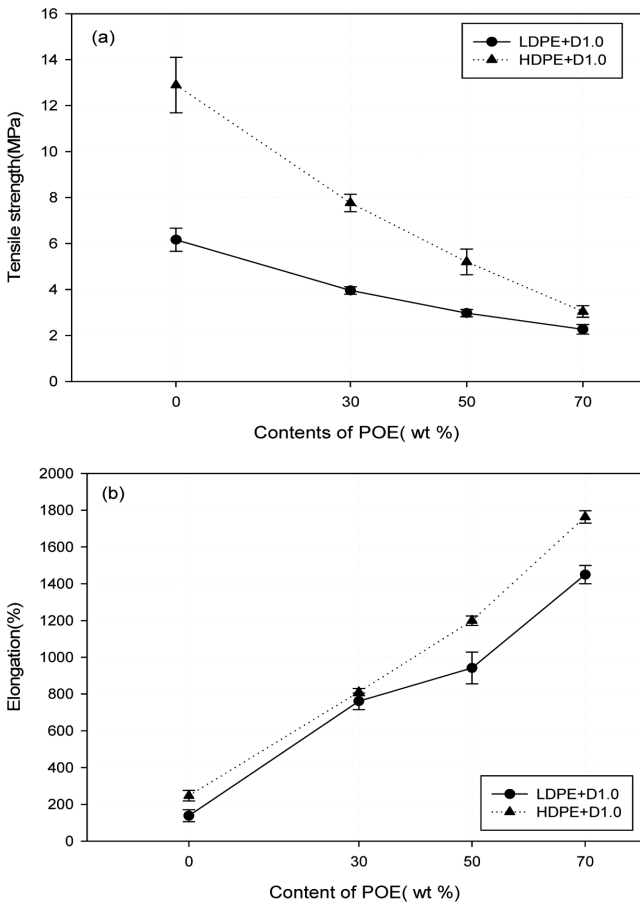 (a)
LDPE+D1.0
HDPE+D1.0
16
14
12
10
8
6
4
2
0
Tensile strength(MPa)
0 30 50 70
Contents of POE( wt %)
(b)
2000
1800
1600
1400
1200
1000
800
600
400
200
0
Elongation(%)
LDPE+D1.0
HDPE+D1.0
0 30 50 70
Content of POE( wt %)